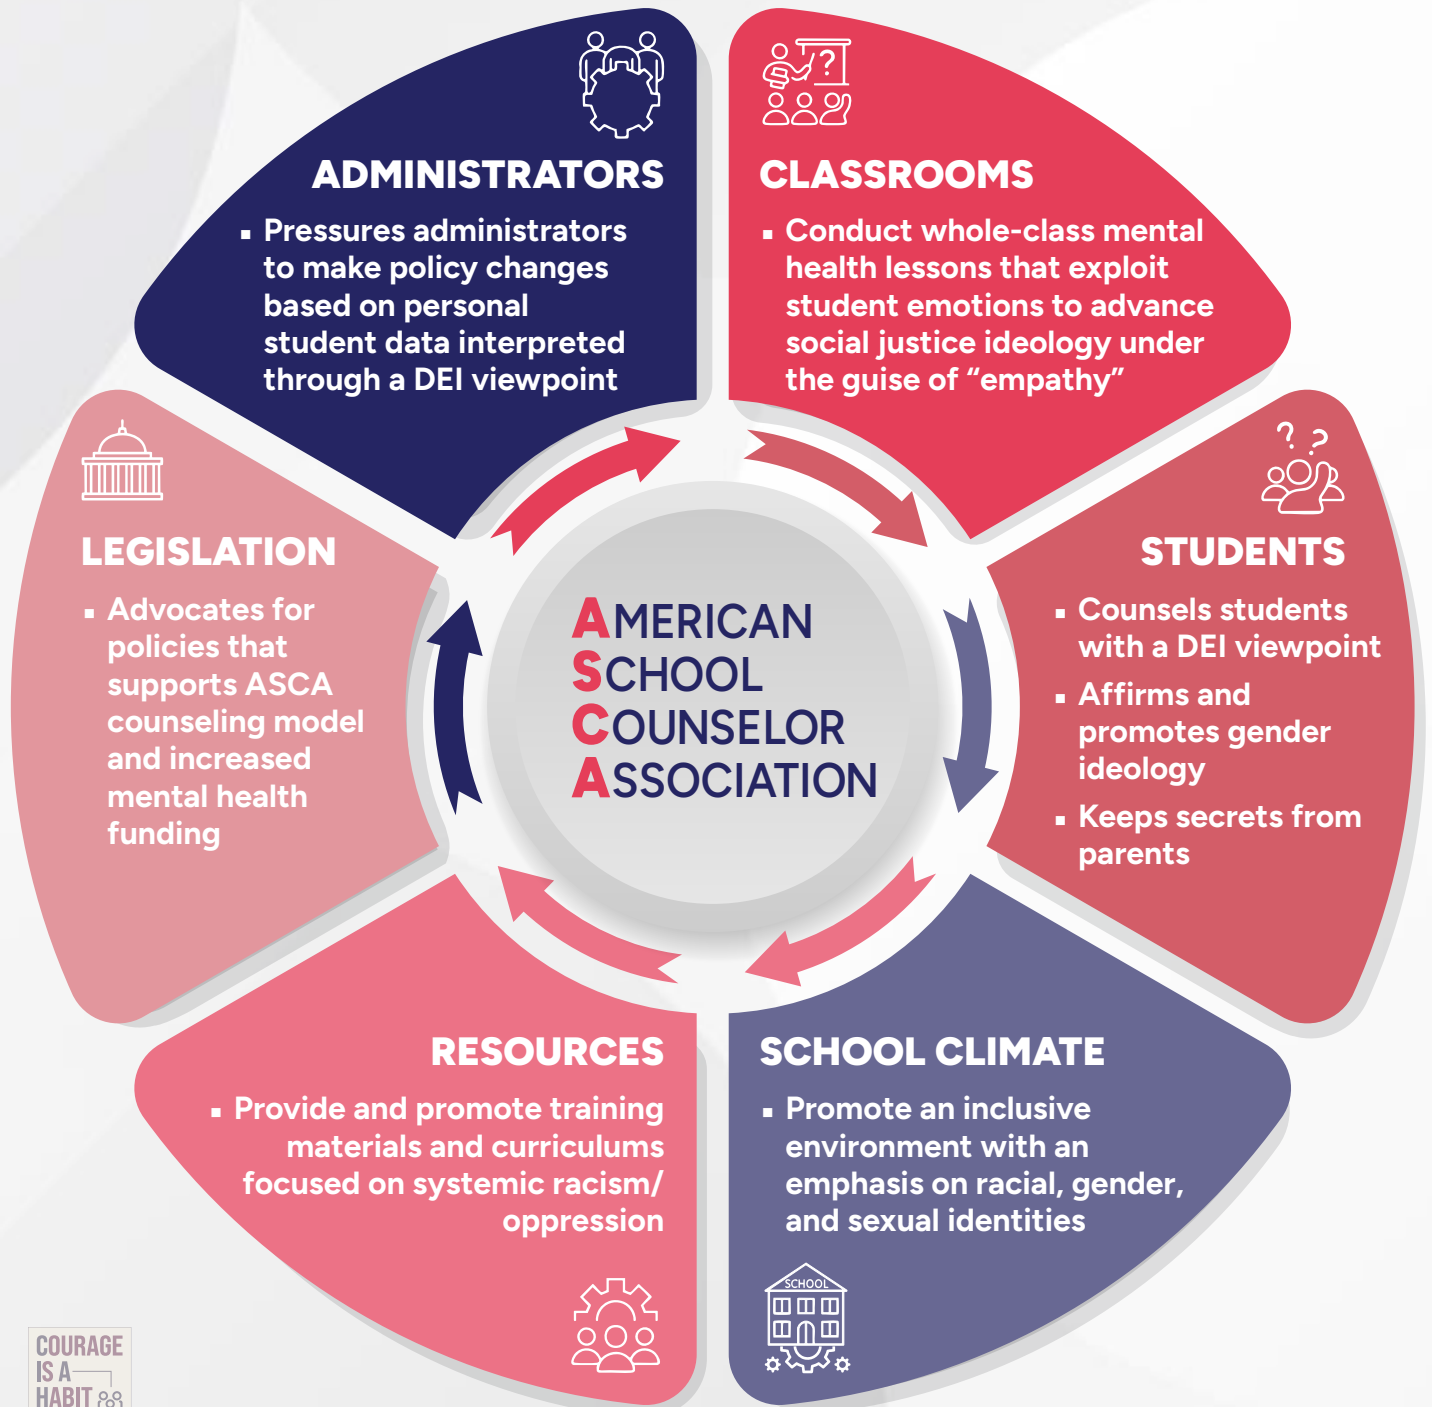 ADMINISTRATORS
▪ Pressures administrators
to make policy changes
based on personal
student data interpreted
through a DEI viewpoint
CLASSROOMS
▪ Conduct whole-class mental
health lessons that exploit
student emotions to advance
social justice ideology under
the guise of “empathy”
?
LEGISLATION
▪ Advocates for
policies that
supports ASCA
counseling model
and increased
mental health
funding
AMERICAN
SCHOOL
COUNSELOR
ASSOCIATION
? ?
STUDENTS
▪ Counsels students
with a DEI viewpoint
▪ Affirms and
promotes gender
ideology
▪ Keeps secrets from
parents
RESOURCES
▪ Provide and promote training
materials and curriculums
focused on systemic racism/
oppression
SCHOOL CLIMATE
▪ Promote an inclusive
environment with an
emphasis on racial, gender,
and sexual identities
SCHOOL
COURAGE
IS A
HABIT